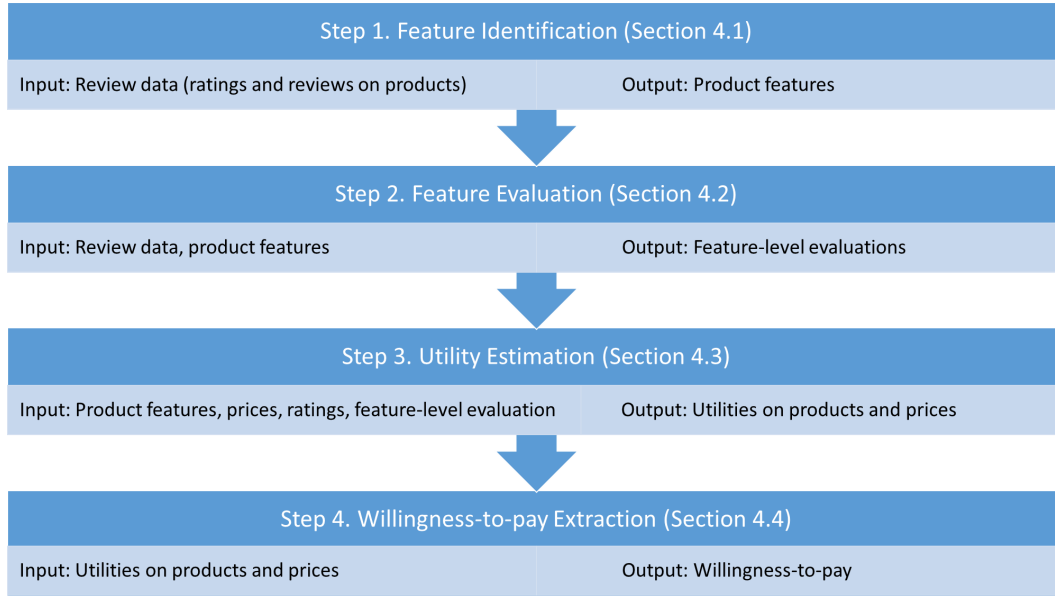 Step 1. Feature Identification (Section 4.1)
Input: Review data (ratings and reviews on products)
Output: Product features
Step 2. Feature Evaluation (Section 4.2)
Input: Review data, product features
Output: Feature-level evaluations
Step 3. Utility Estimation (Section 4.3)
Input: Product features, prices, ratings, feature-level evaluation
Output: Utilities on products and prices
Step 4. Willingness-to-pay Extraction (Section 4.4)
Input: Utilities on products and prices
Output: Willingness-to-pay